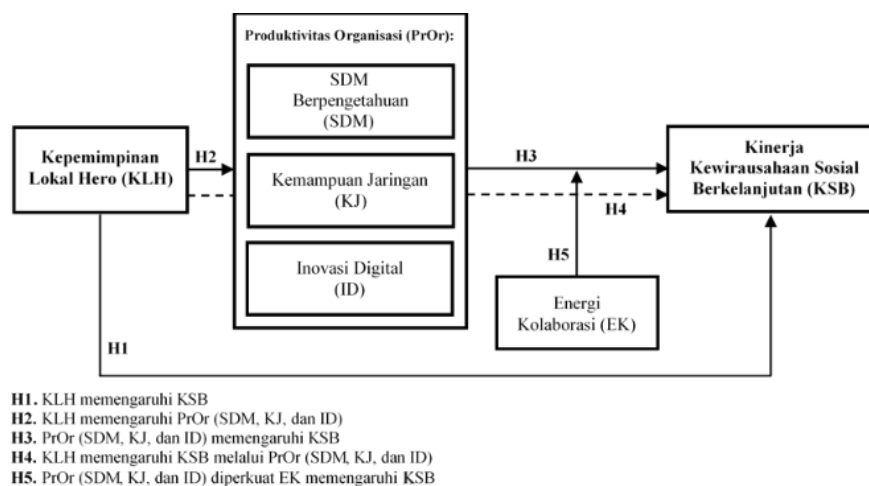 Produktivitas Organisasi (PrOr):
SDM
Berpengetahuan
(SDM)
Kepemimpinan
Lokal Hero (KLH)
H2
Kemampuan Jaringan
(KJ)
Inovasi Digital
(ID)
H3
H4
Kinerja
Kewirausahaan Sosial
Berkelanjutan (KSB)
H5
Energi
Kolaborasi (EK)
H1
H1. KLH memengaruhi KSB
H2. KLH memengaruhi PrOr (SDM, KJ, dan ID)
H3. PrOr (SDM, KJ, dan ID) memengaruhi KSB
H4. KLH memengaruhi KSB melalui PrOr (SDM, KJ, dan ID)
H5. PrOr (SDM, KJ, dan ID) diperkuat EK memengaruhi KSB